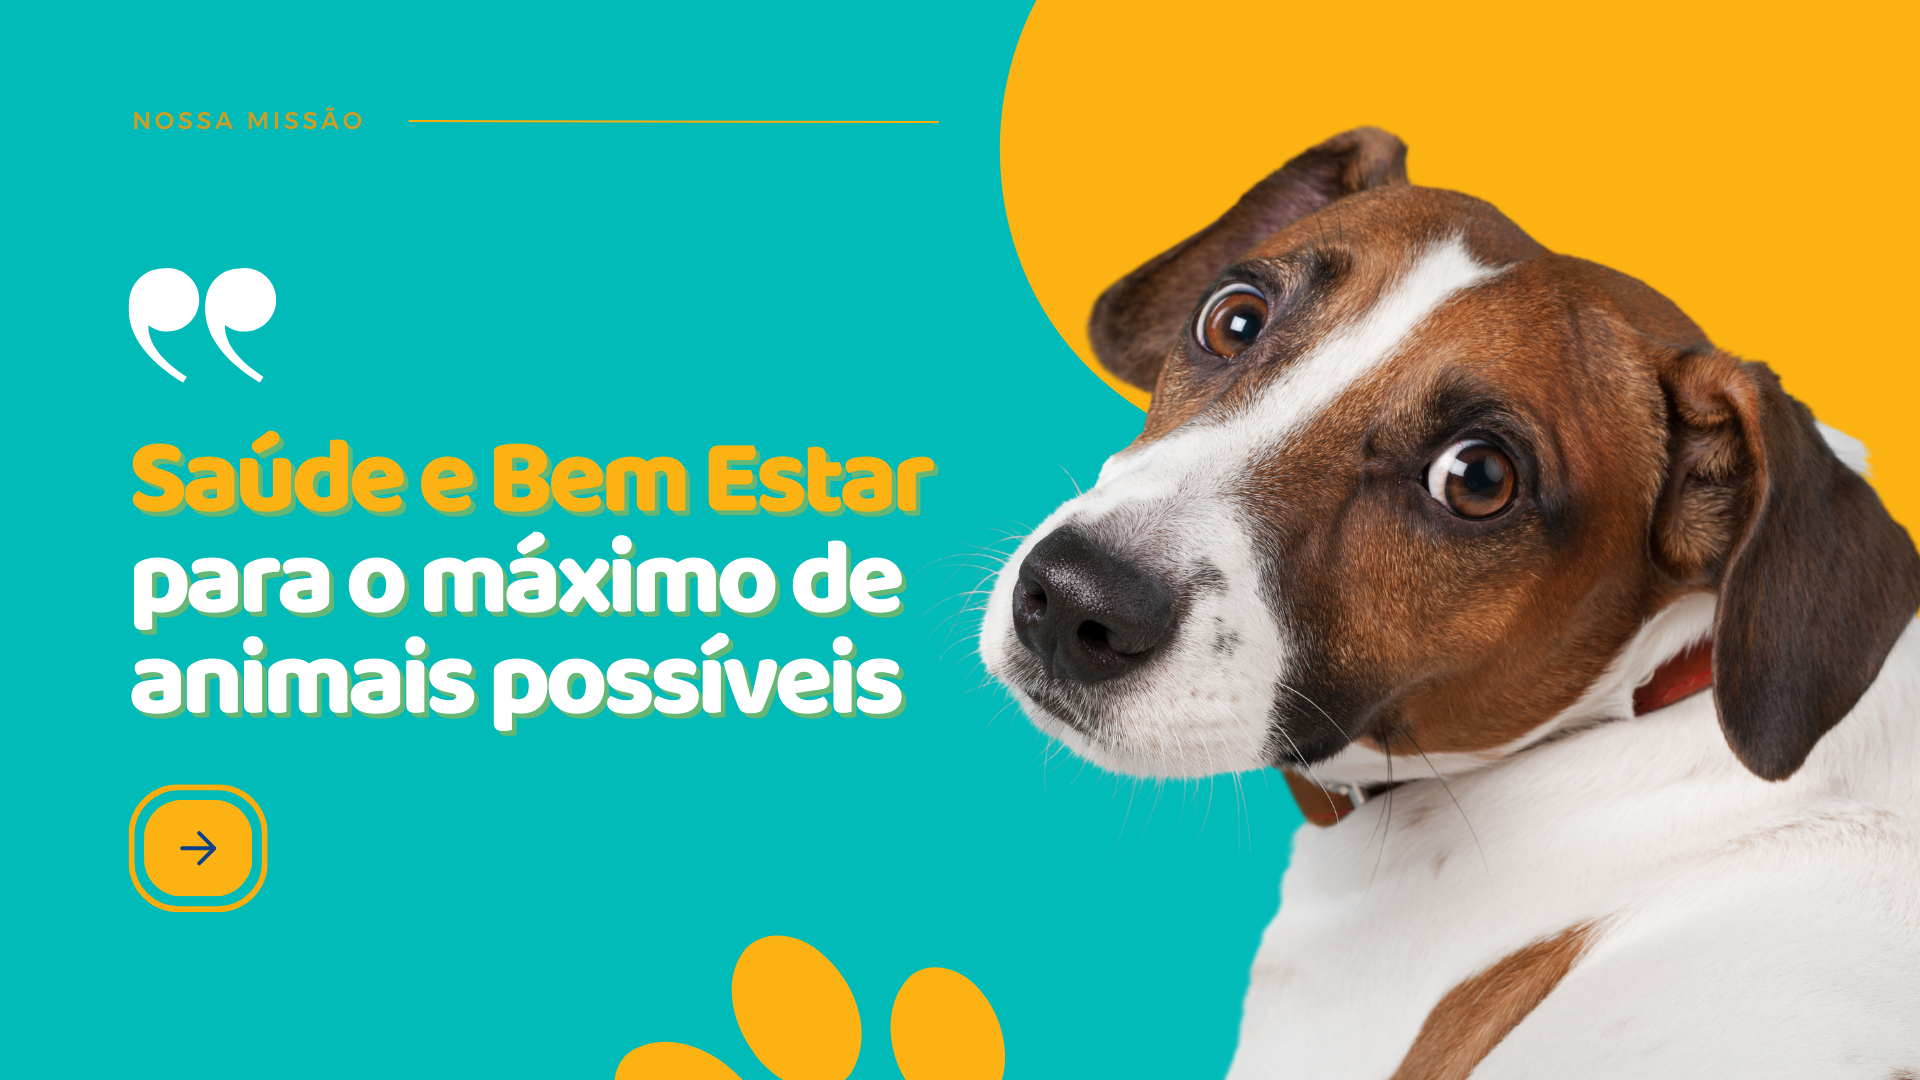 NOSSA MISSÃO
Saúde e Bem Estar
para o máximo de
animais possíveis